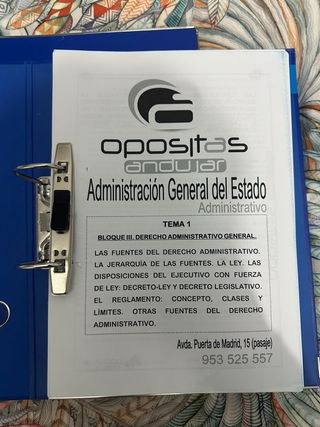 opositas
andujar
Administración General del Estado
Administrativo
TEMA 1
BLOQUE III. DERECHO ADMINISTRATIVO GENERAL.
LAS FUENTES DEL DERECHO ADMINISTRATIVO.
LA JERARQUÍA DE LAS FUENTES. LA LEY. LAS
DISPOSICIONES DEL EJECUTIVO CON FUERZA
DE LEY: DECRETO-LEY Y DECRETO LEGISLATIVO.
EL REGLAMENTO: CONCEPTO, CLASES Y
LÍMITES. OTRAS FUENTES DEL DERECHO
ADMINISTRATIVO.
Avda. Puerta de Madrid, 15 (pasaje)
953 525 557